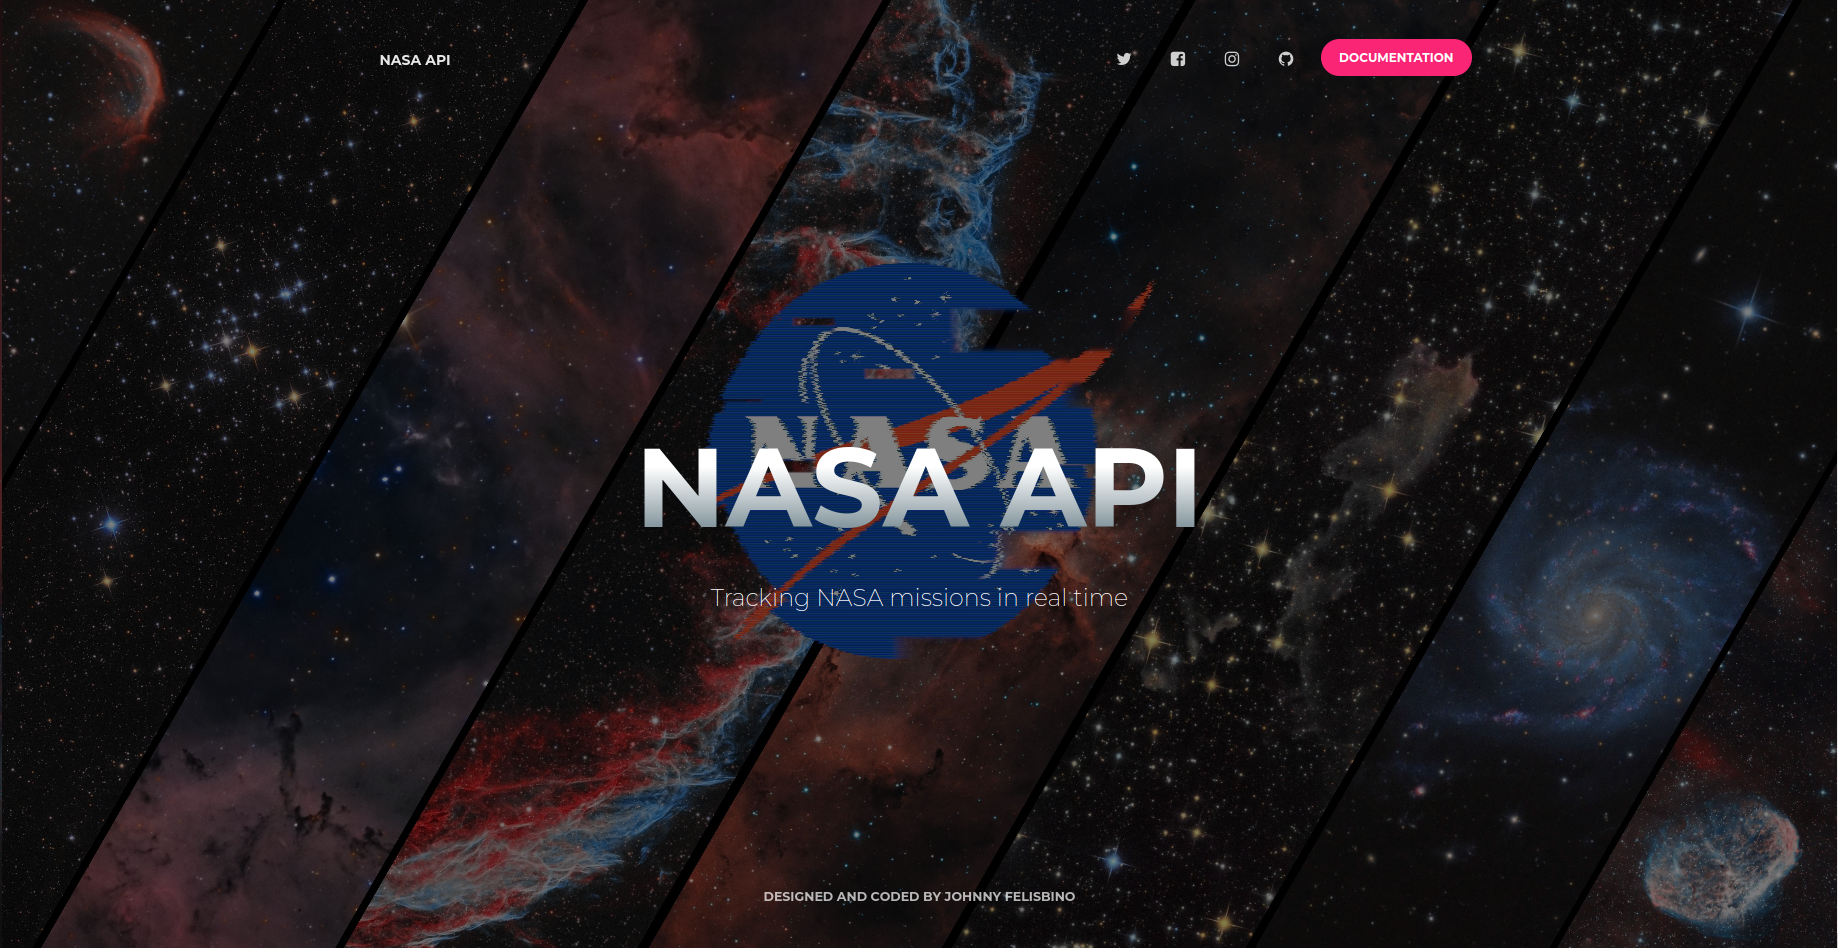 NASA API
DOCUMENTATION
NASA
NASA API
Tracking NASA missions in real time
DESIGNED AND CODED BY JOHNNY FELISBINO